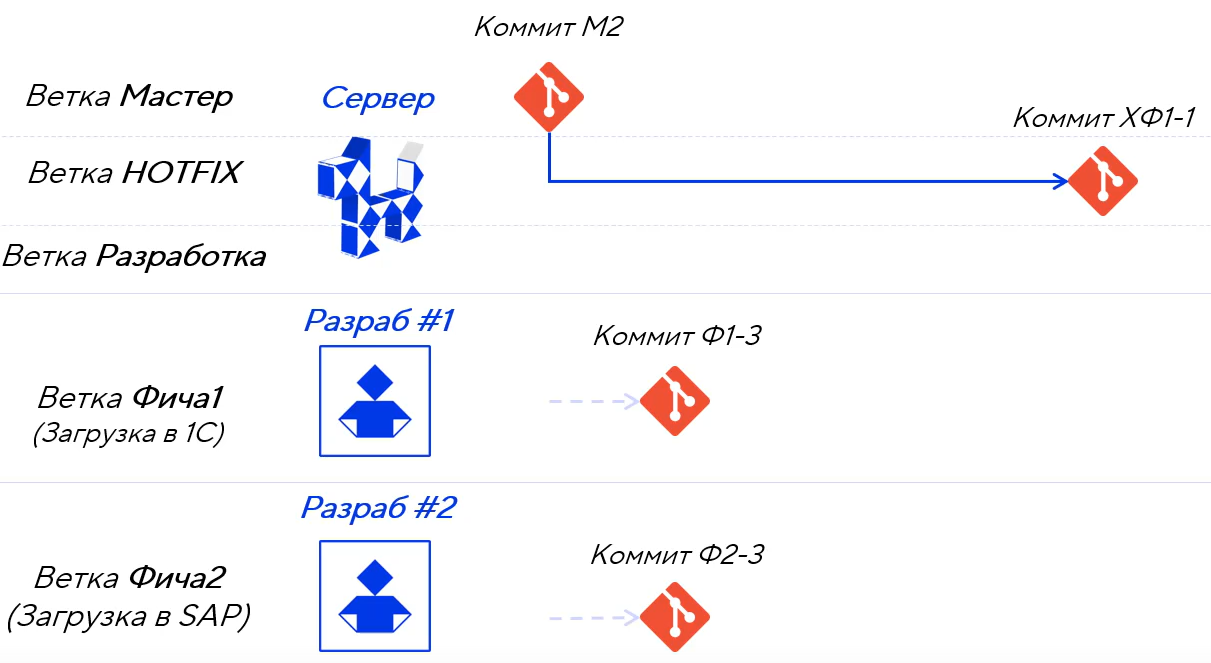 Коммит М2
Ветка Мастер
Сервер
Коммит ХФ1-1
Ветка HOTFIX
Ветка Разработка
Разраб #1
Коммит Ф1-3
Ветка Фича1
(Загрузка в 1С)
Разраб #2
Коммит Ф2-3
Ветка Фича2
(Загрузка в SAP)